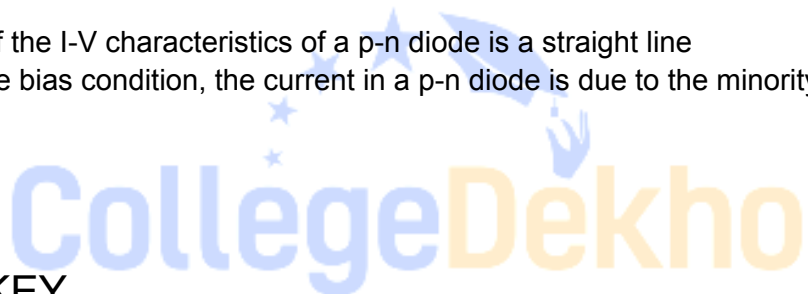 f the I-V characteristics of a p-n diode is a straight line
e bias condition, the current in a p-n diode is due to the minority
CollegeDekho
KEY